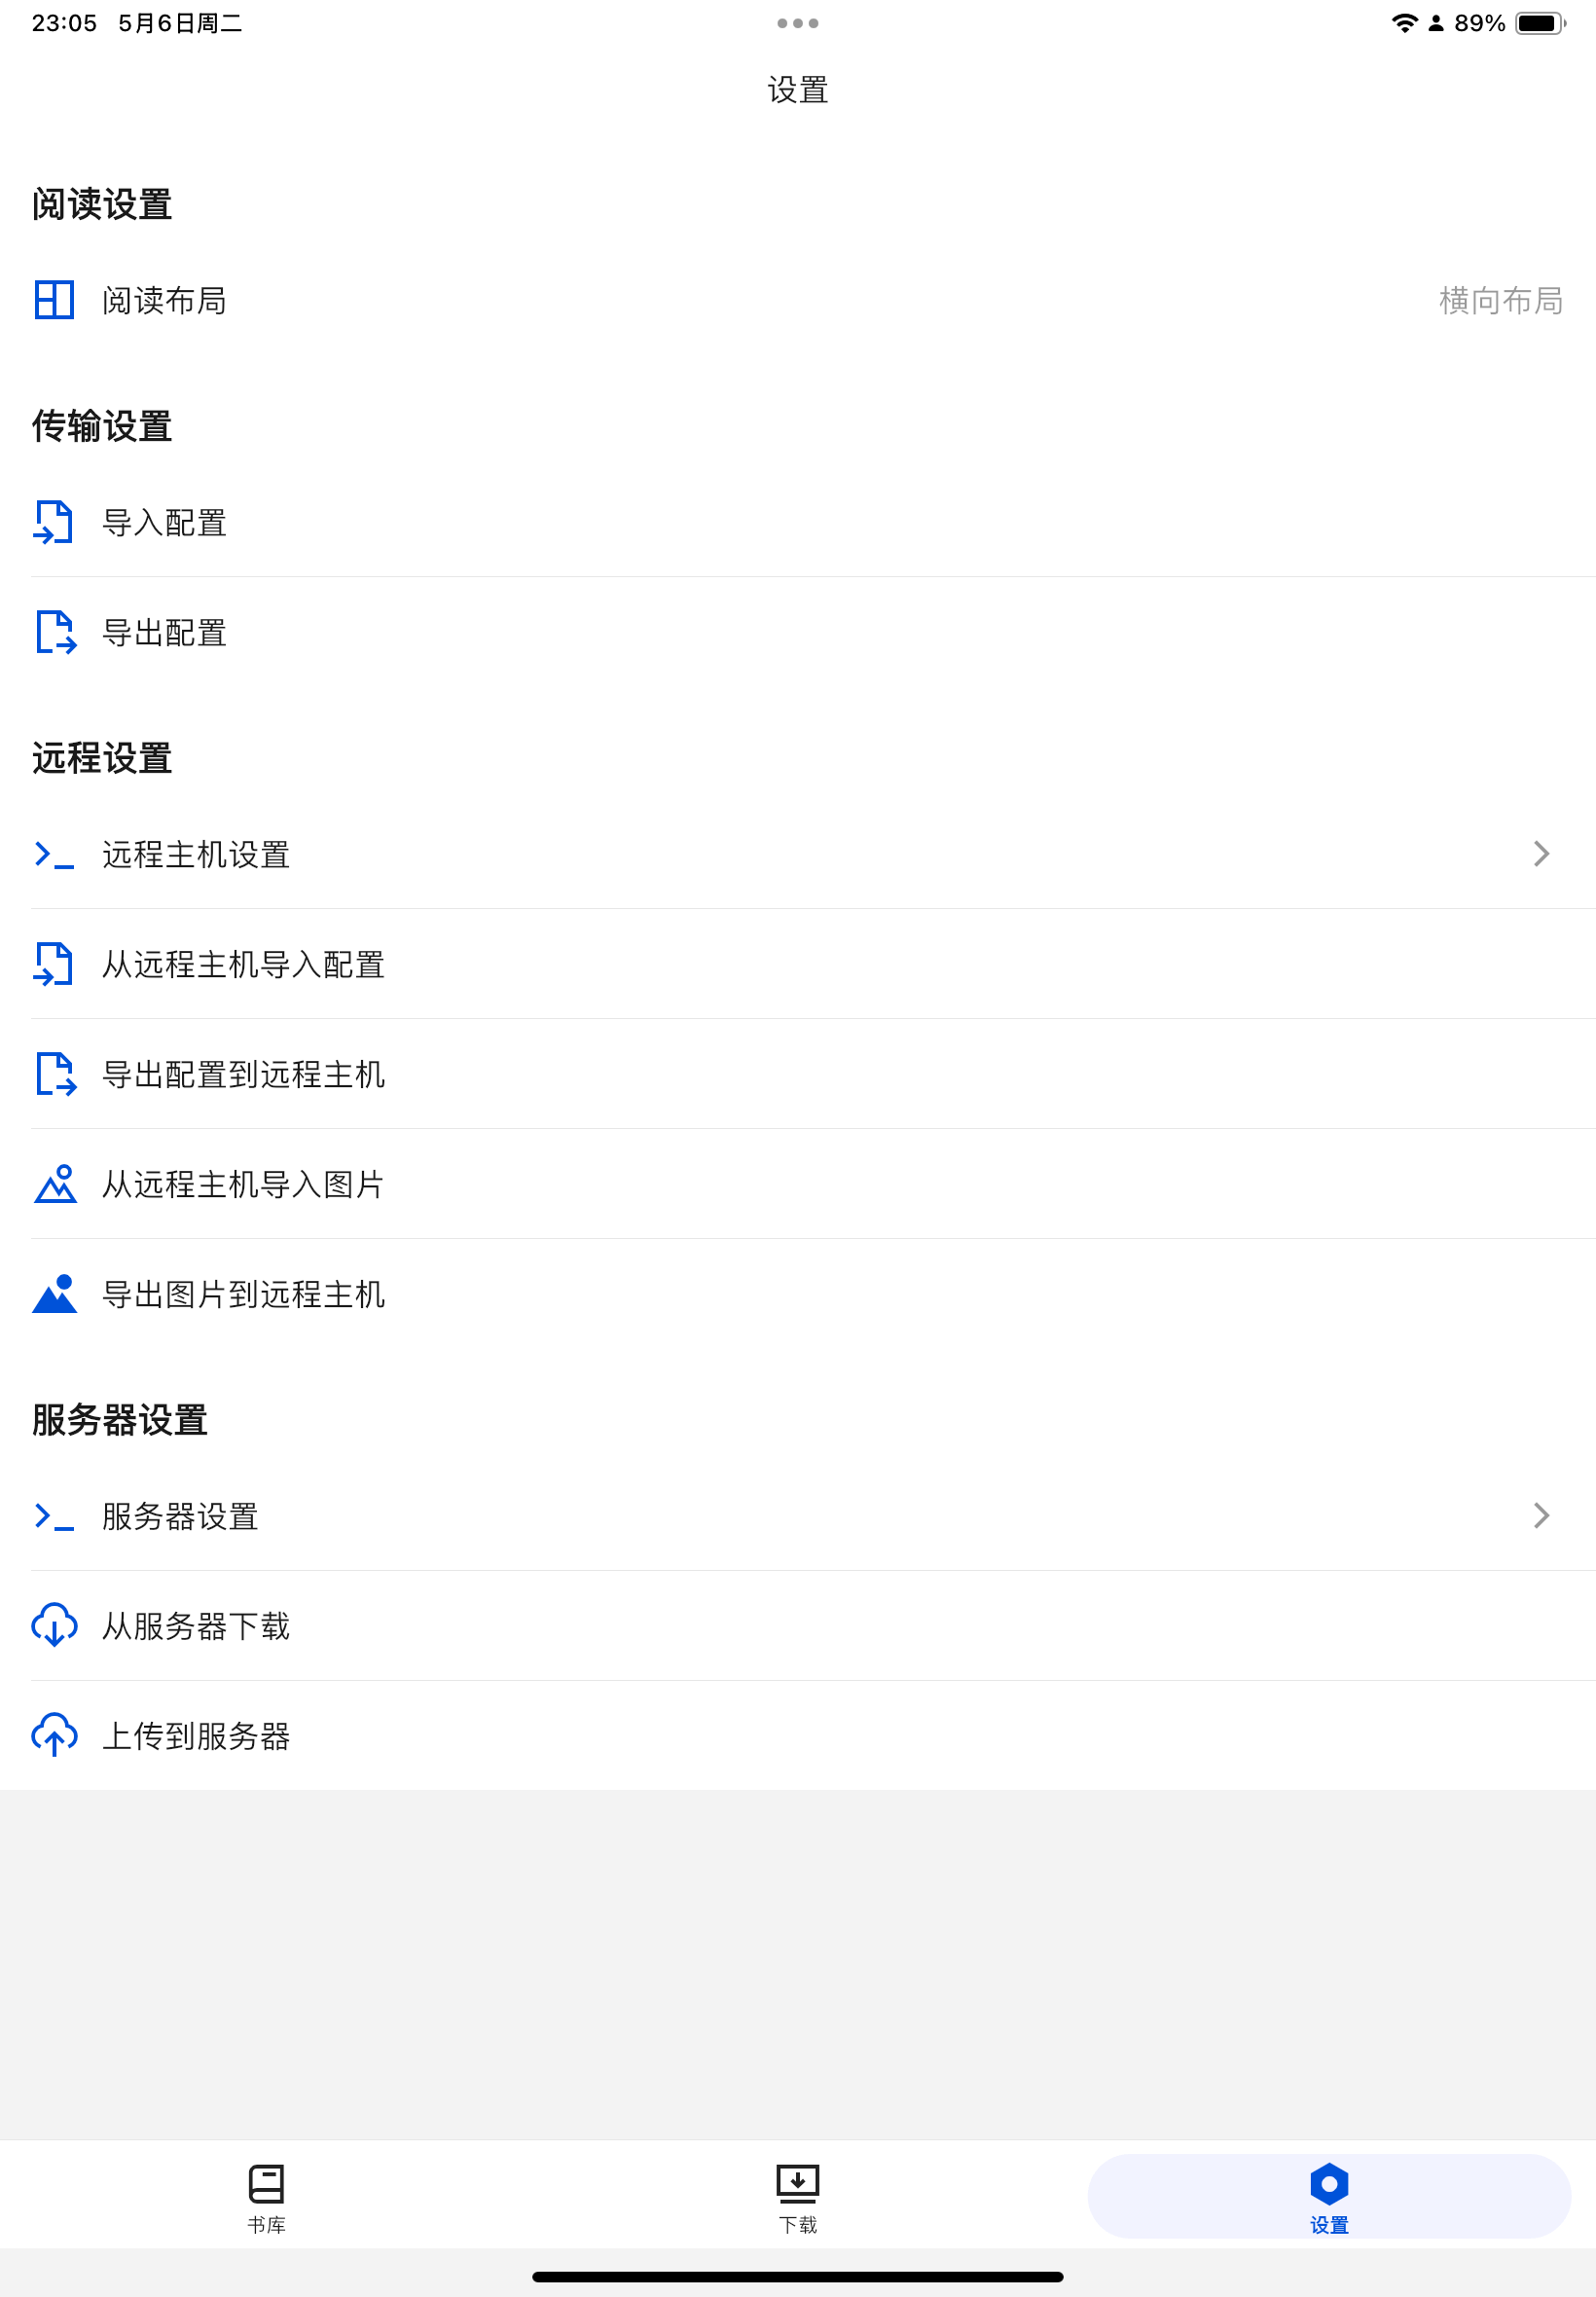 23:05 5月6日周二
89%
设置
阅读设置
阅读布局 横向布局
传输设置
导入配置
导出配置
远程设置
远程主机设置
从远程主机导入配置
导出配置到远程主机
从远程主机导入图片
导出图片到远程主机
服务器设置
服务器设置
从服务器下载
上传到服务器
书库 下载 设置